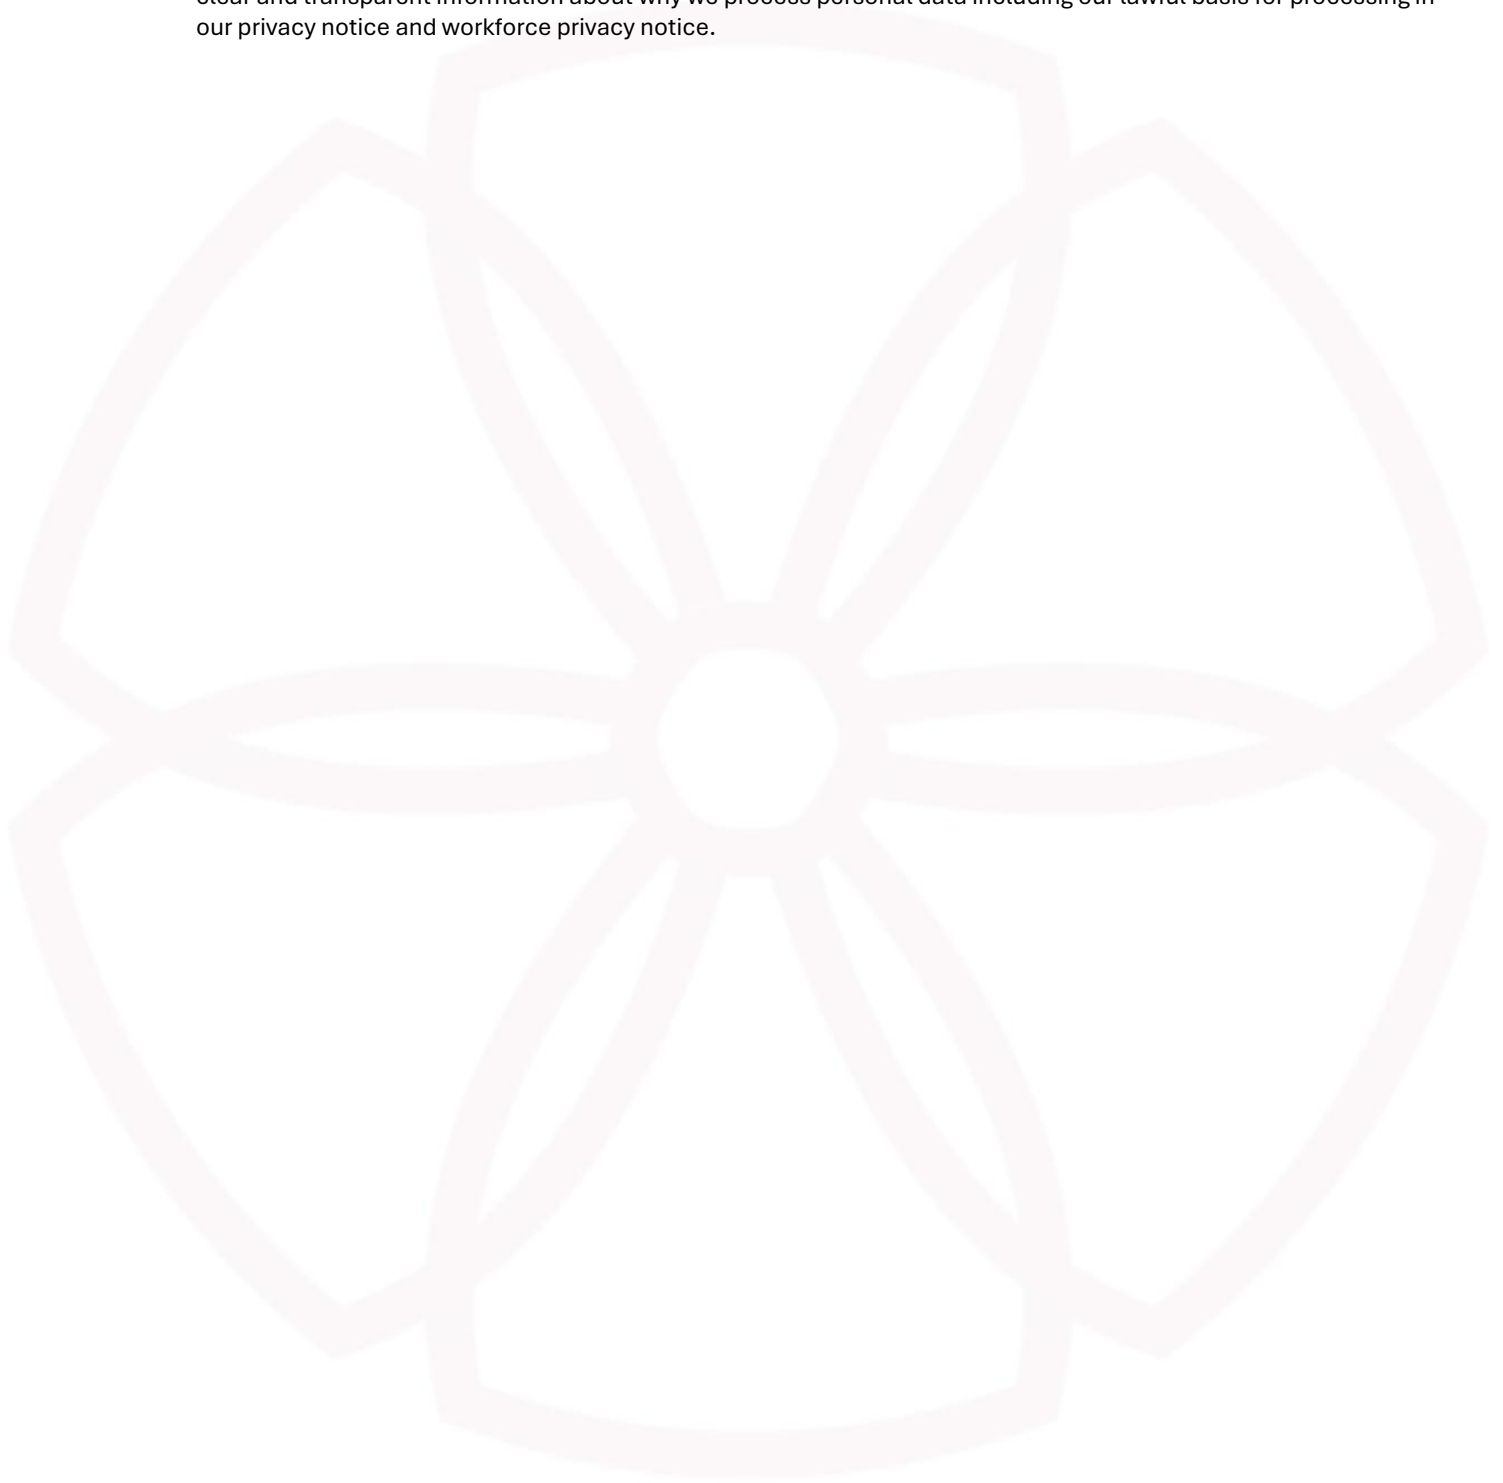 clear and transparent information about why we process personal data including our lawful basis for processing in
our privacy notice and workforce privacy notice.